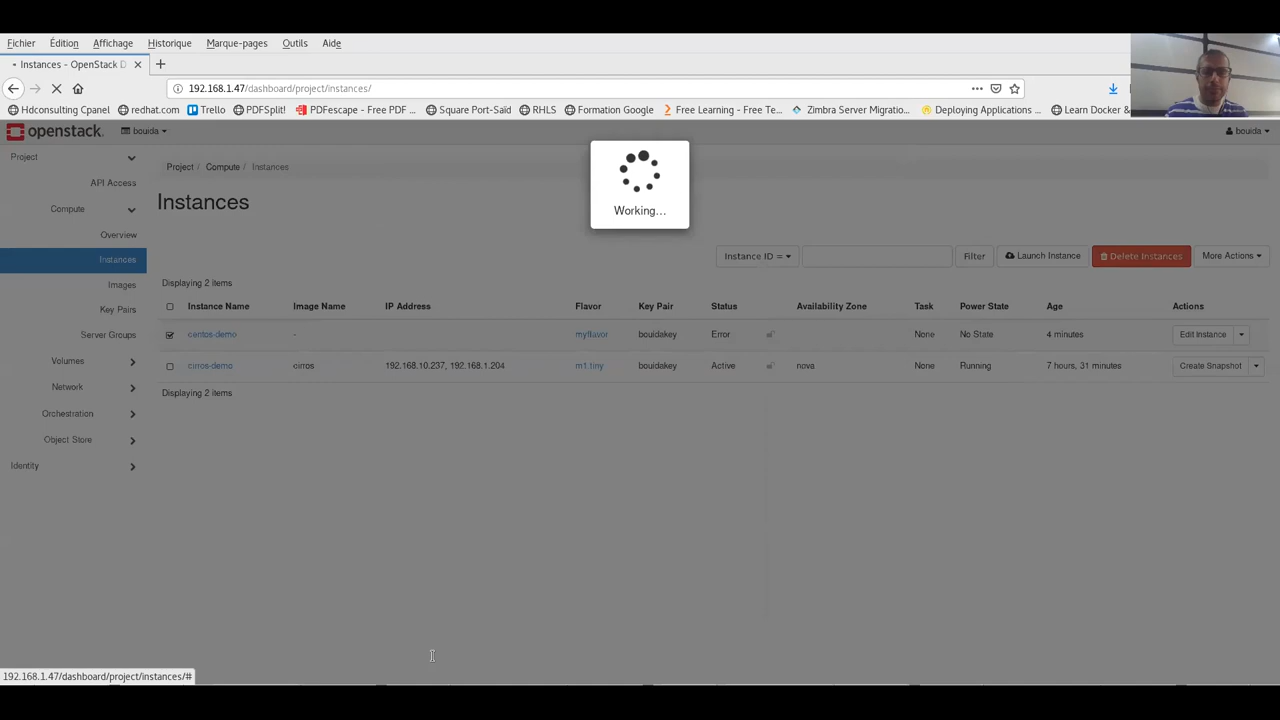 Fichier Édition Affichage Historique Marque-pages Outils Aide
Instances - OpenStack D
192.168.1.47/dashboard/project/instances/
Hdconsulting Cpanel redhat.com Trello PDFSplit! PDFescape - Free PDF ... Square Port-Saïd RHLS Formation Google Free Learning - Free Te... Zimbra Server Migratio... Deploying Applications ... Learn Docker &
openstack. bouida bouida
Project
API Access
Compute
Overview
Instances
Images
Key Pairs
Server Groups
Volumes
Network
Orchestration
Object Store
Identity
Project / Compute / Instances
Instances
Working...
Instance ID = Filter Launch Instance Delete Instances More Actions
Displaying 2 items
Instance Name Image Name IP Address Flavor Key Pair Status Availability Zone Task Power State Age Actions
centos-demo - myflavor bouidakey Error None No State 4 minutes Edit Instance
cirros-demo cirros 192.168.10.237, 192.168.1.204 m1.tiny bouidakey Active nova None Running 7 hours, 31 minutes Create Snapshot
Displaying 2 items
192.168.1.47/dashboard/project/instances/#